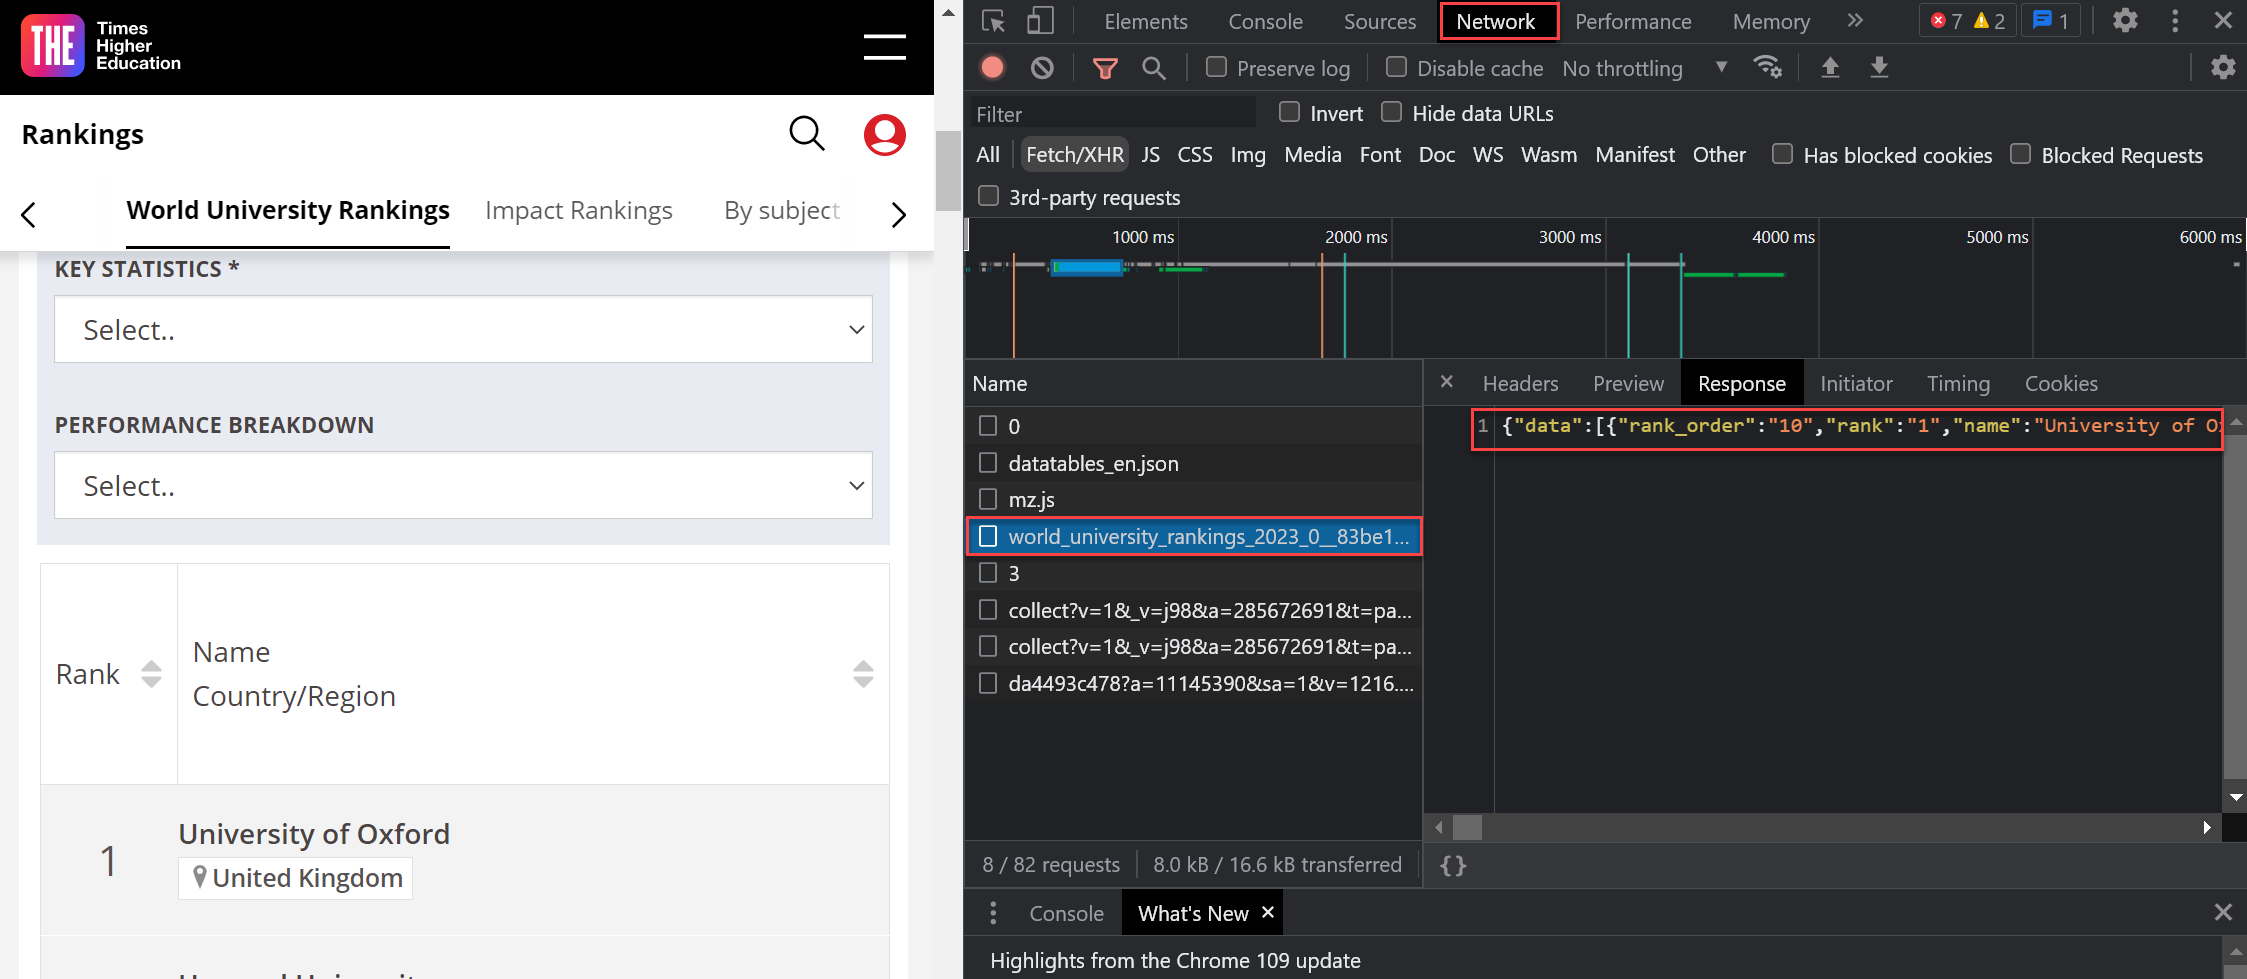 THE
Times
Higher
Education
Rankings
World University Rankings
Impact Rankings
By subject
KEY STATISTICS *
Select..
PERFORMANCE BREAKDOWN
Select..
Rank
Name
Country/Region
1
University of Oxford
United Kingdom
Elements
Console
Sources
Network
Performance
Memory
7
2
1
Preserve log
Disable cache
No throttling
Filter
Invert
Hide data URLs
All
Fetch/XHR
JS
CSS
Img
Media
Font
Doc
WS
Wasm
Manifest
Other
Has blocked cookies
Blocked Requests
3rd-party requests
1000 ms
2000 ms
3000 ms
4000 ms
5000 ms
6000 ms
Name
0
datatables_en.json
mz.js
world_university_rankings_2023_0__83be1...
3
collect?v=1&_v=j98&a=285672691&t=pa...
collect?v=1&_v=j98&a=285672691&t=pa...
da4493c478?a=11145390&sa=1&v=1216....
8 / 82 requests
8.0 kB / 16.6 kB transferred
Headers
Preview
Response
Initiator
Timing
Cookies
1 {"data":[{"rank_order":"10","rank":"1","name":"University of O
{}
Console
What's New
Highlights from the Chrome 109 update